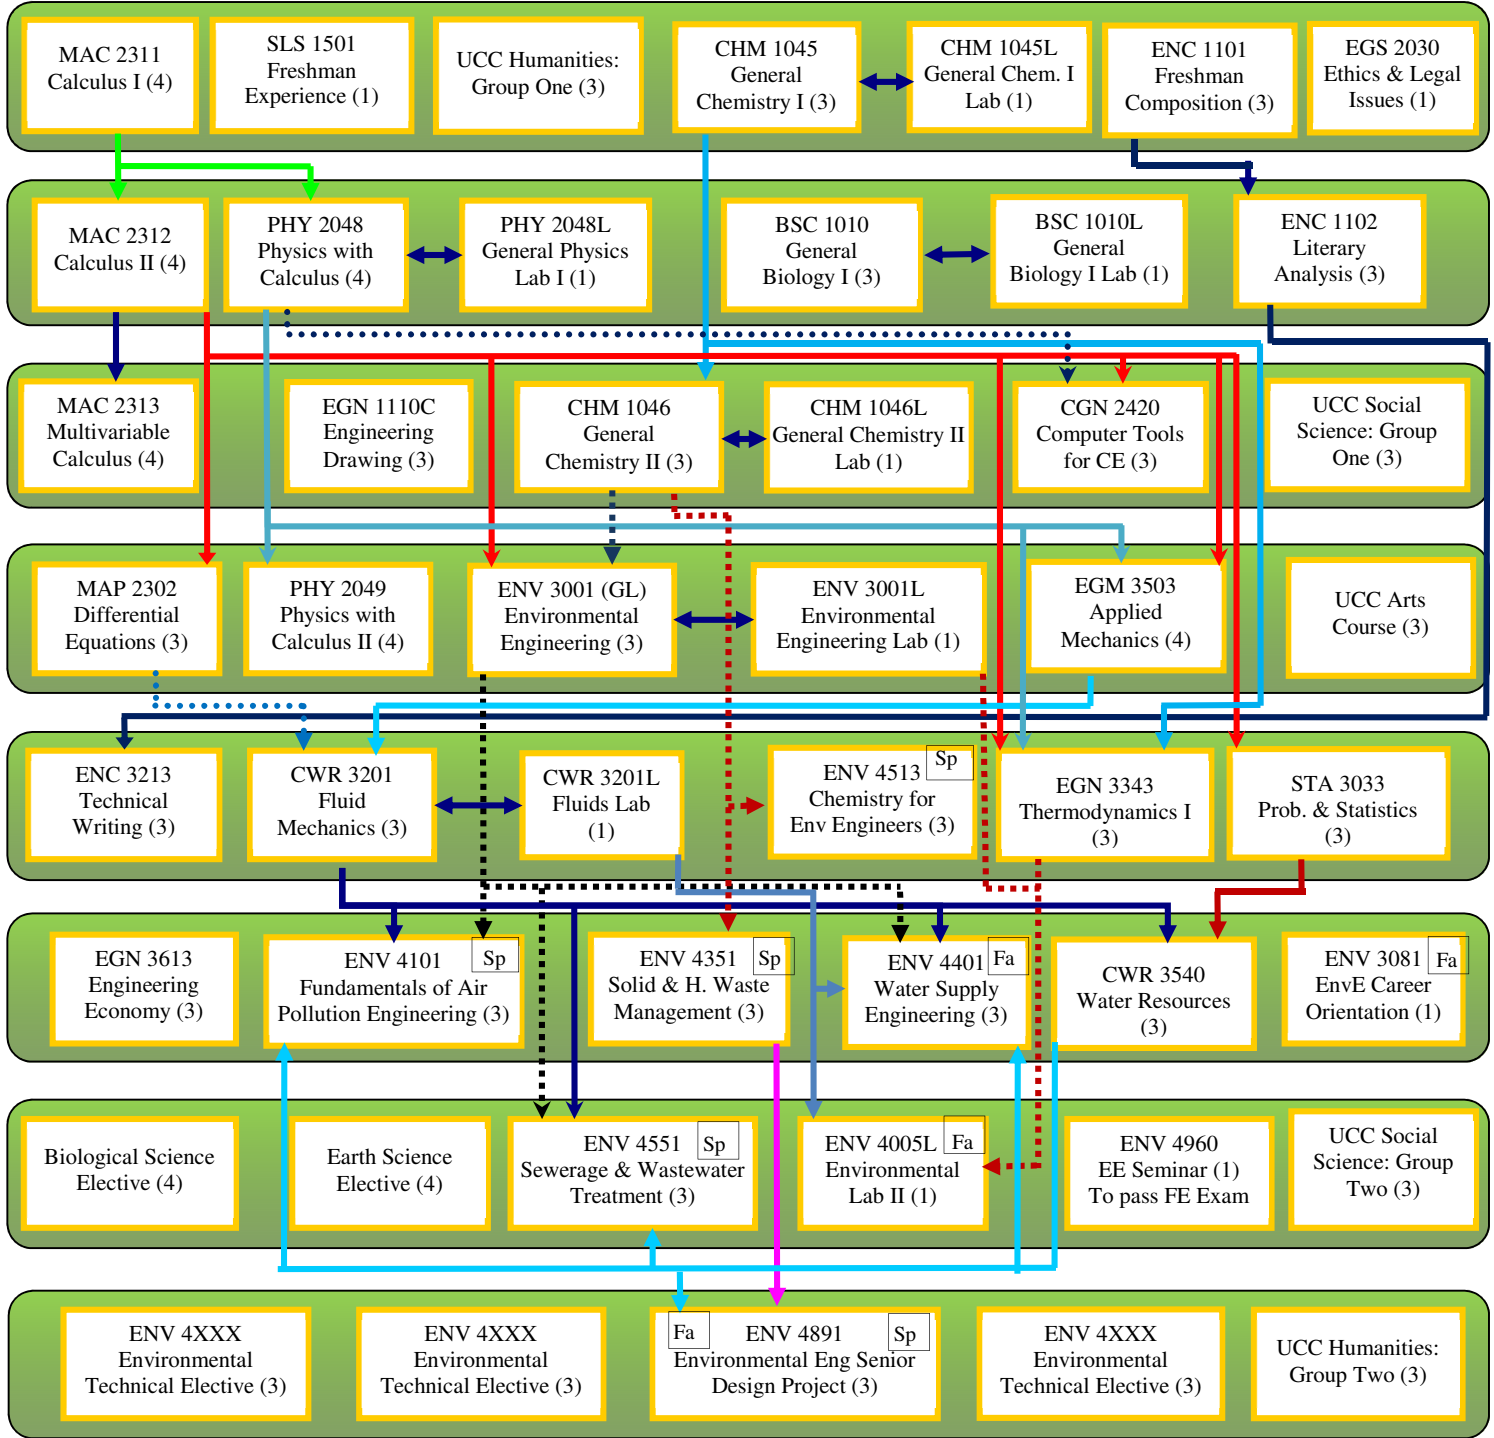 MAC 2311
Calculus I (4)
SLS 1501
Freshman
Experience (1)
UCC Humanities:
Group One (3)
CHM 1045
General
Chemistry I (3)
CHM 1045L
General Chem. I
Lab (1)
ENC 1101
Freshman
Composition (3)
EGS 2030
Ethics & Legal
Issues (1)
MAC 2312
Calculus II (4)
PHY 2048
Physics with
Calculus (4)
PHY 2048L
General Physics
Lab I (1)
BSC 1010
General
Biology I (3)
BSC 1010L
General
Biology I Lab (1)
ENC 1102
Literary
Analysis (3)
MAC 2313
Multivariable
Calculus (4)
EGN 1110C
Engineering
Drawing (3)
CHM 1046
General
Chemistry II (3)
CHM 1046L
General Chemistry II
Lab (1)
CGN 2420
Computer Tools
for CE (3)
UCC Social
Science: Group
One (3)
MAP 2302
Differential
Equations (3)
PHY 2049
Physics with
Calculus II (4)
ENV 3001 (GL)
Environmental
Engineering (3)
ENV 3001L
Environmental
Engineering Lab (1)
EGM 3503
Applied
Mechanics (4)
UCC Arts
Course (3)
ENC 3213
Technical
Writing (3)
CWR 3201
Fluid
Mechanics (3)
CWR 3201L
Fluids Lab
(1)
Sp
ENV 4513
Chemistry for
Env Engineers (3)
EGN 3343
Thermodynamics I
(3)
STA 3033
Prob. & Statistics
(3)
EGN 3613
Engineering
Economy (3)
ENV 4101
Sp
Fundamentals of Air
Pollution Engineering (3)
ENV 4351
Sp
Solid & H. Waste
Management (3)
ENV 4401
Fa
Water Supply
Engineering (3)
CWR 3540
Water Resources
(3)
ENV 3081
Fa
EnvE Career
Orientation (1)
Biological Science
Elective (4)
Earth Science
Elective (4)
ENV 4551
Sp
Sewerage & Wastewater
Treatment (3)
ENV 4005L
Fa
Environmental
Lab II (1)
ENV 4960
EE Seminar (1)
To pass FE Exam
UCC Social
Science: Group
Two (3)
ENV 4XXX
Environmental
Technical Elective (3)
ENV 4XXX
Environmental
Technical Elective (3)
Fa
ENV 4891
Sp
Environmental Eng Senior
Design Project (3)
ENV 4XXX
Environmental
Technical Elective (3)
UCC Humanities:
Group Two (3)